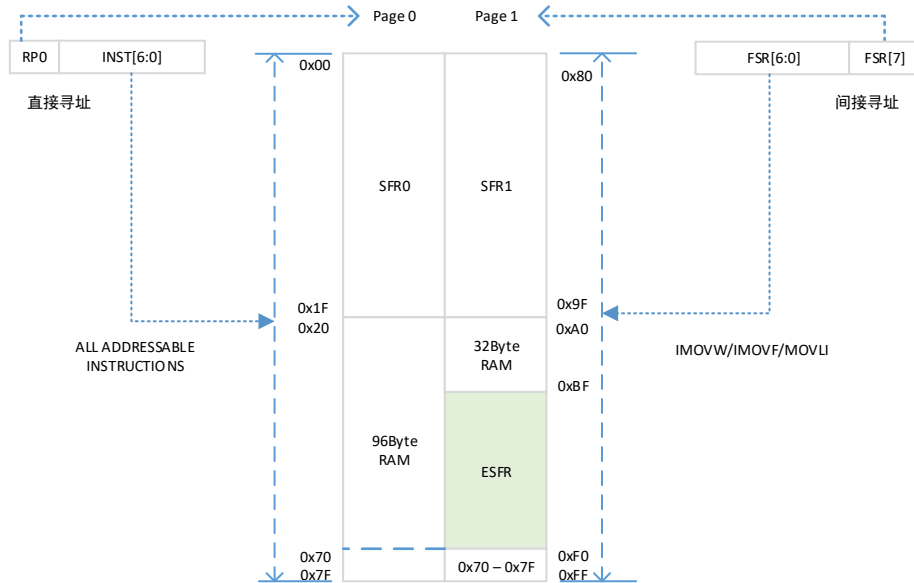 Page 0
Page 1
RP0
INST[6:0]
FSR[6:0]
FSR[7]
直接寻址
间接寻址
0x00
0x80
SFR0
SFR1
0x1F
0x9F
0x20
0xA0
ALL ADDRESSABLE
INSTRUCTIONS
32Byte
RAM
IMOVW/IMOVF/MOVLI
0xBF
96Byte
RAM
ESFR
0x70
0xF0
0x7F
0x70 – 0x7F
0xFF